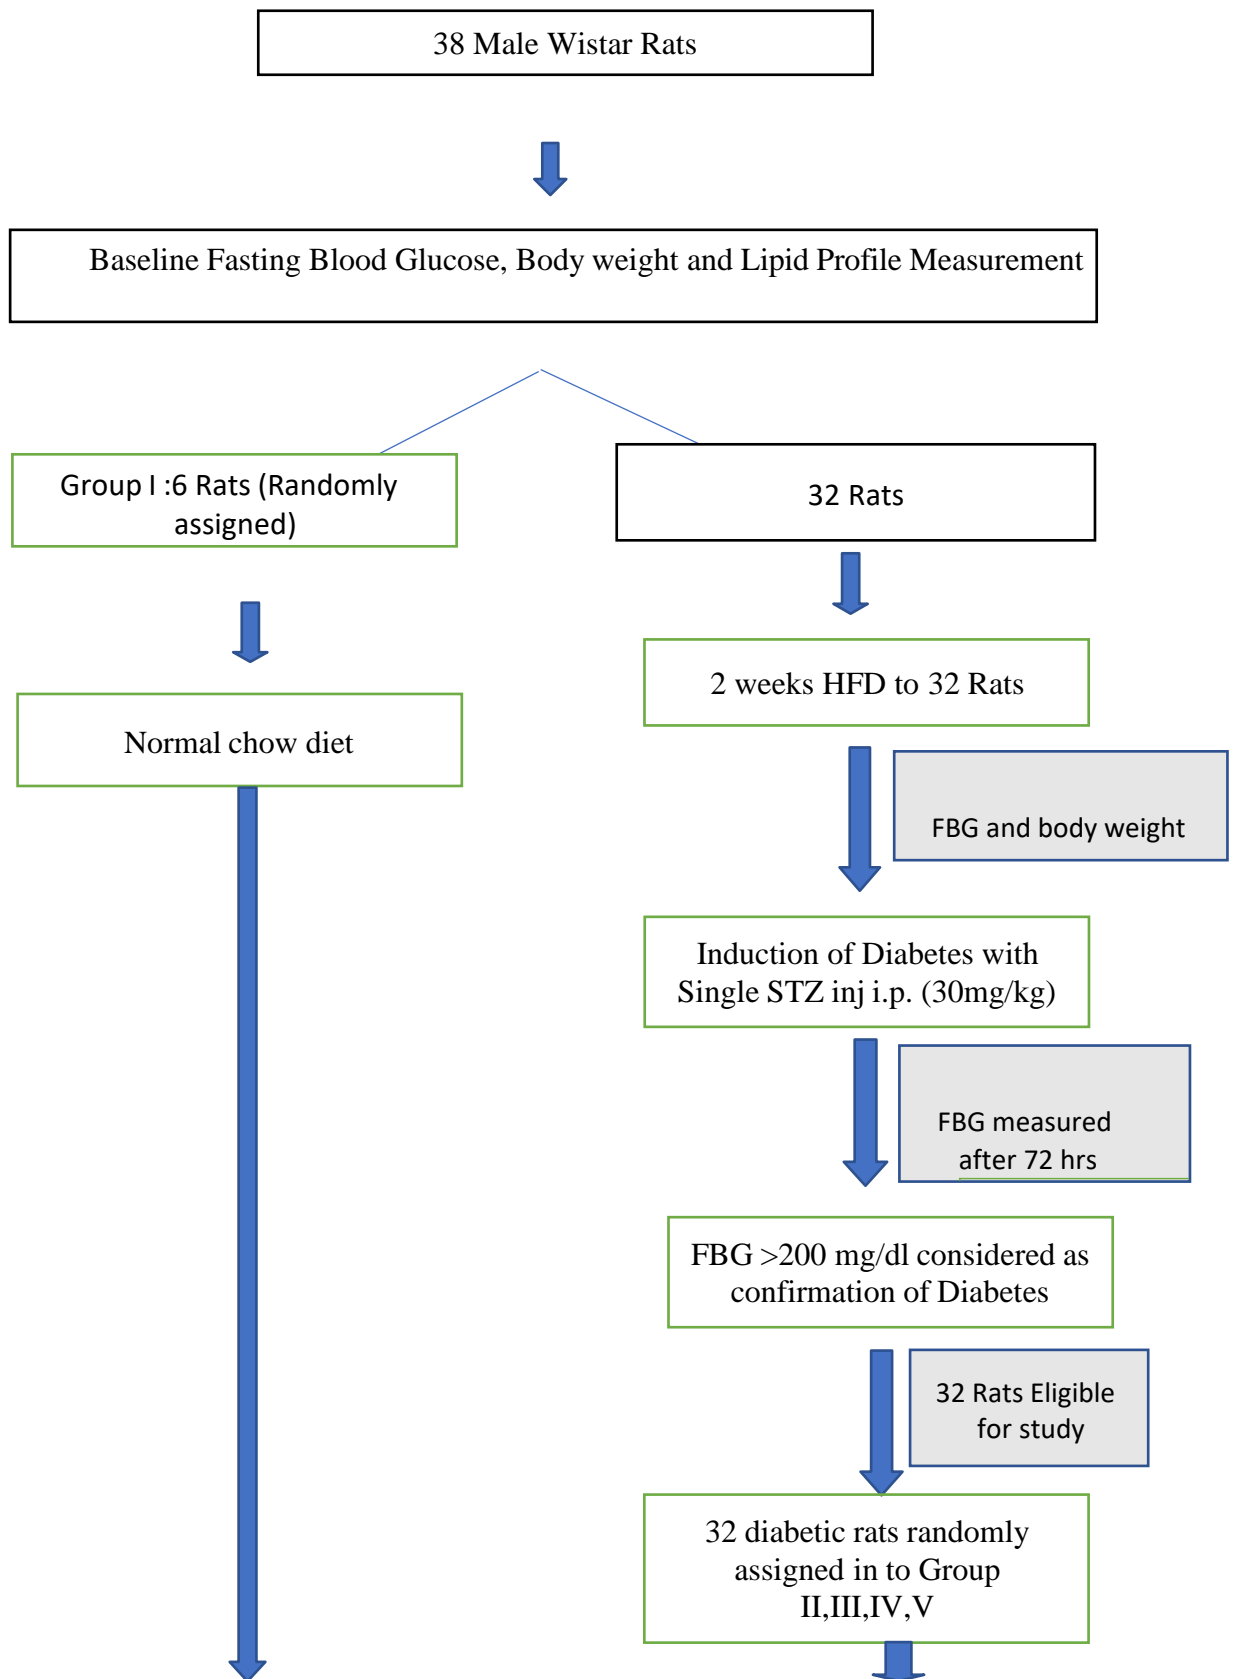 38 Male Wistar Rats
Baseline Fasting Blood Glucose, Body weight and Lipid Profile Measurement
Group I :6 Rats (Randomly
assigned)
32 Rats
2 weeks HFD to 32 Rats
Normal chow diet
FBG and body weight
Induction of Diabetes with
Single STZ inj i.p. (30mg/kg)
FBG measured
after 72 hrs
FBG >200 mg/dl considered as
confirmation of Diabetes
32 Rats Eligible
for study
32 diabetic rats randomly
assigned in to Group
II,III,IV,V